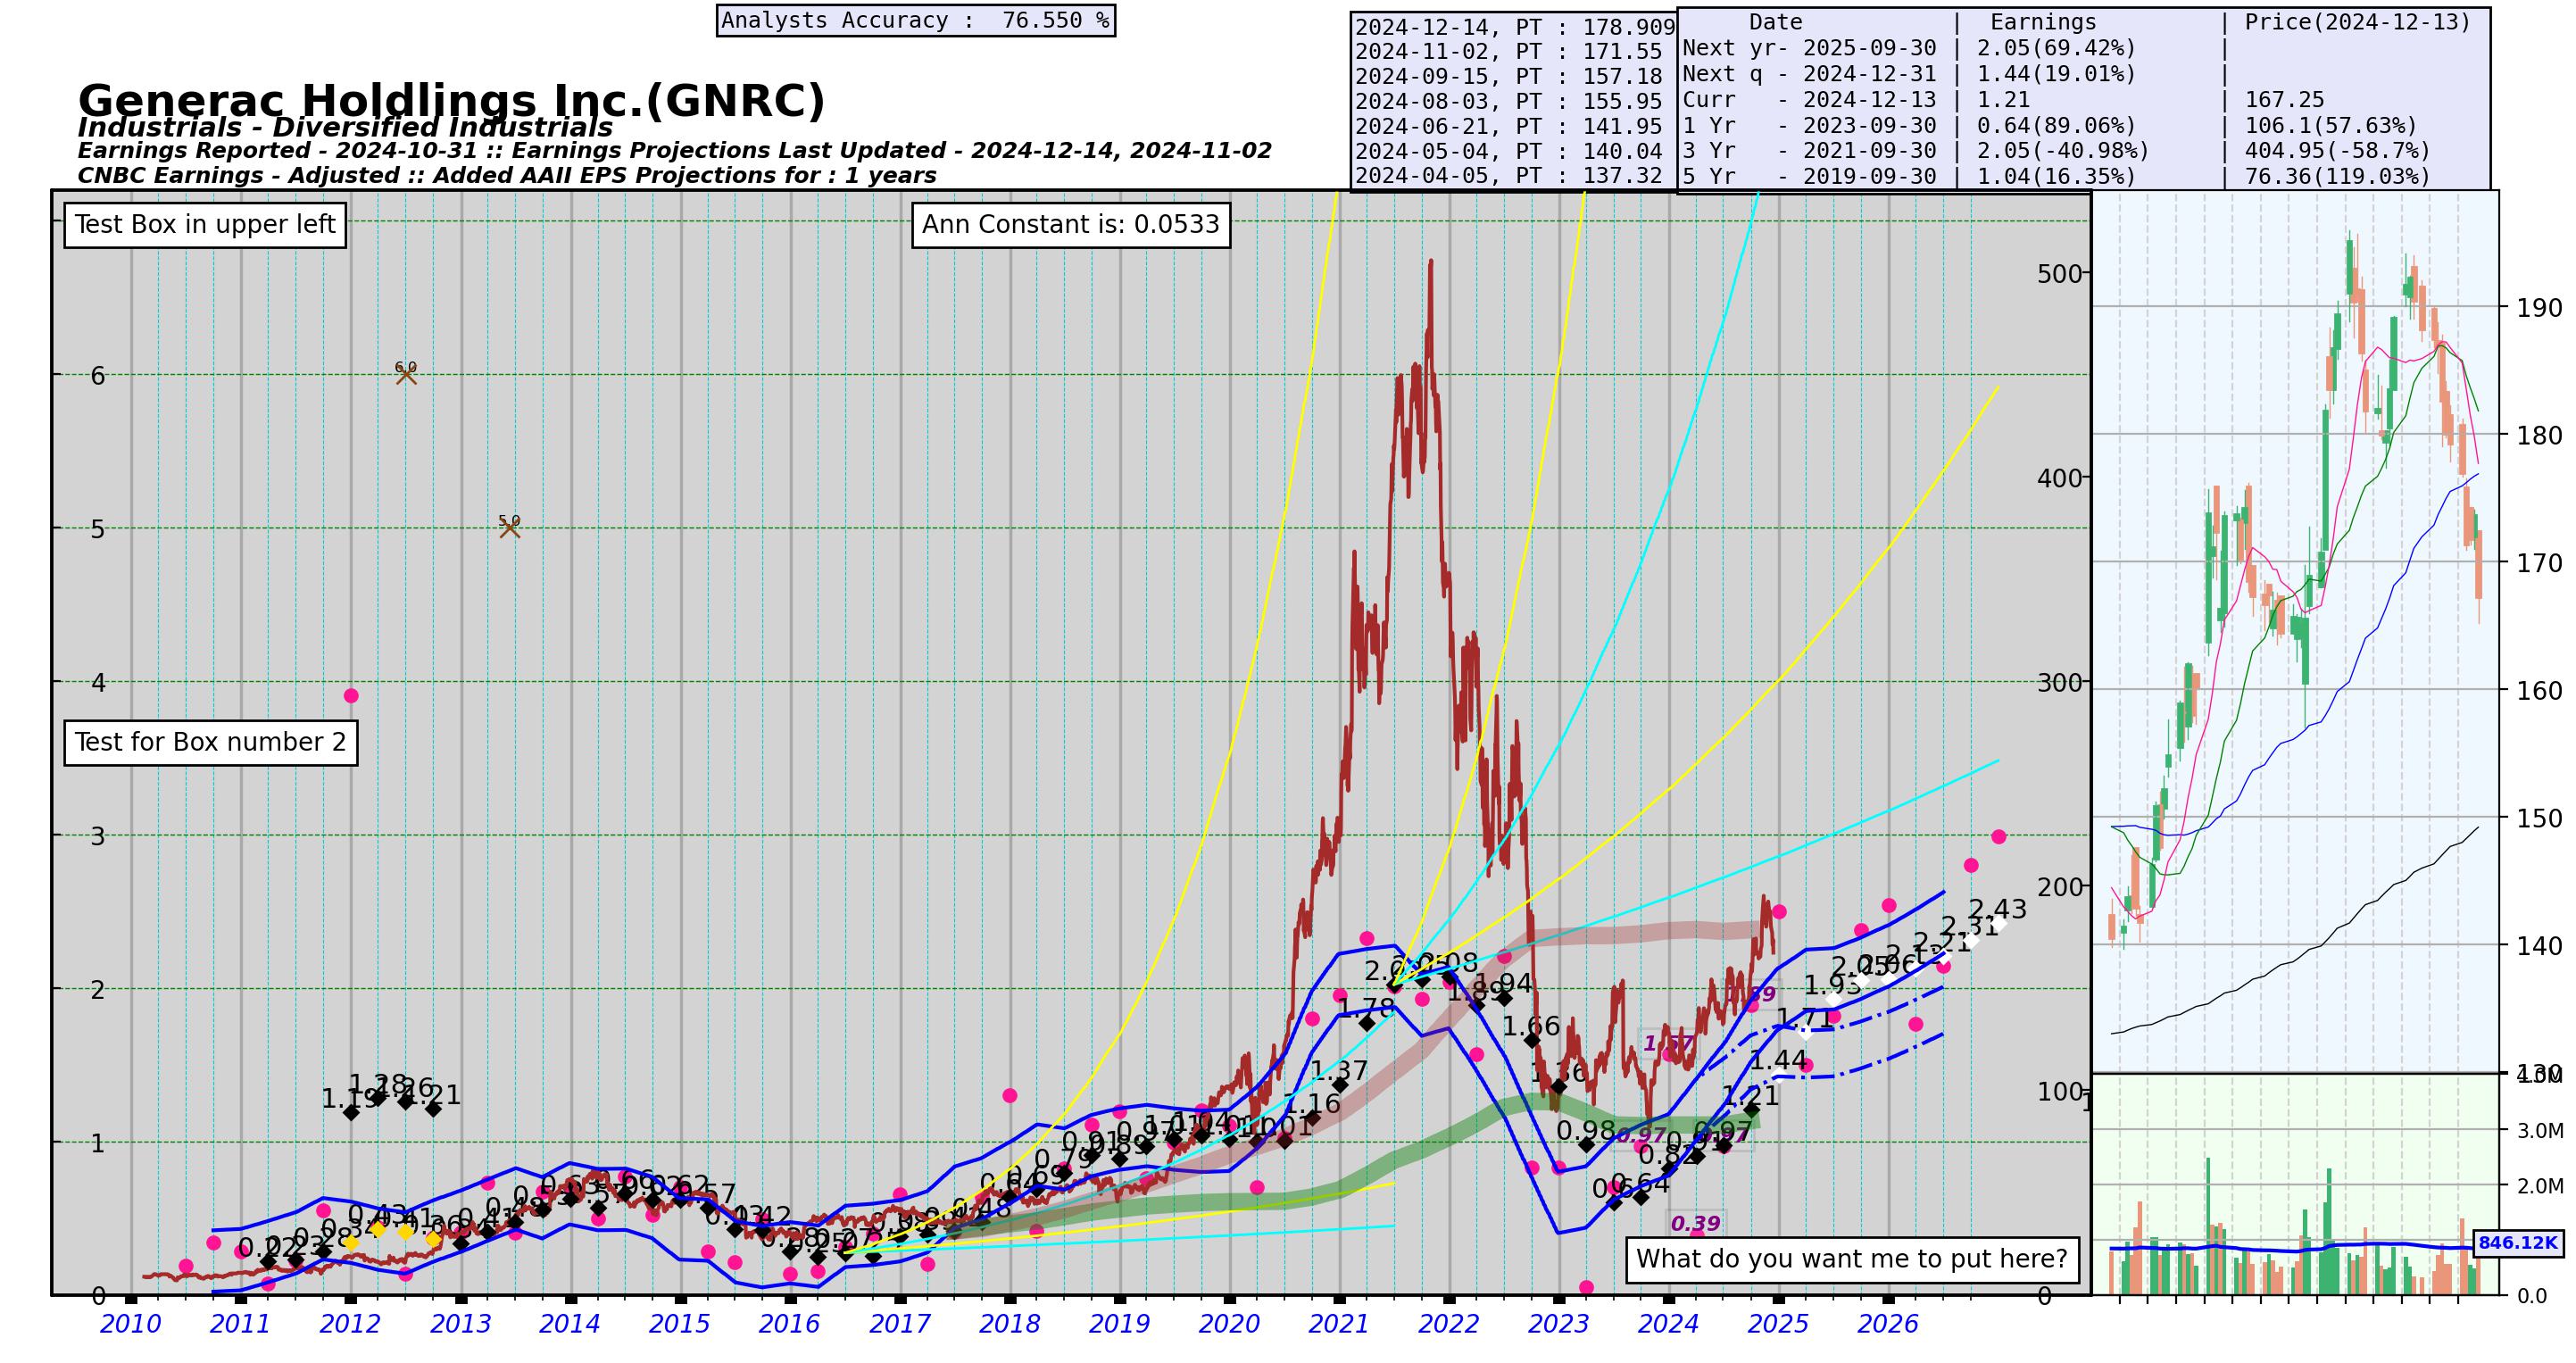 Analysts Accuracy :  76.550 %
2024-12-14, PT : 178.909
2024-11-02, PT : 171.55
2024-09-15, PT : 157.18
2024-08-03, PT : 155.95
2024-06-21, PT : 141.95
2024-05-04, PT : 140.04
2024-04-05, PT : 137.32
Date | Earnings | Price(2024-12-13)
Next yr- 2025-09-30 | 2.05(69.42%) |
Next q - 2024-12-31 | 1.44(19.01%) |
Curr - 2024-12-13 | 1.21 | 167.25
1 Yr - 2023-09-30 | 0.64(89.06%) | 106.1(57.63%)
3 Yr - 2021-09-30 | 2.05(-40.98%) | 404.95(-58.7%)
5 Yr - 2019-09-30 | 1.04(16.35%) | 76.36(119.03%)
Generac Holdlings Inc.(GNRC)
Industrials - Diversified Industrials
Earnings Reported - 2024-10-31 :: Earnings Projections Last Updated - 2024-12-14, 2024-11-02
CNBC Earnings - Adjusted :: Added AAII EPS Projections for : 1 years
Test Box in upper left
Ann Constant is: 0.0533
Test for Box number 2
What do you want me to put here?
6.0
5.0
6
5
4
3
2
1
0
500
400
300
200
100
0
190
180
170
160
150
140
130
3.0M
2.0M
846.12K
0.0
1.78
1.94
1.66
1.37
1.16
1.36
0.98
1.21
1.44
1.71
1.93
2.21
2.31
2.43
0.39
2010 2011 2012 2013 2014 2015 2016 2017 2018 2019 2020 2021 2022 2023 2024 2025 2026